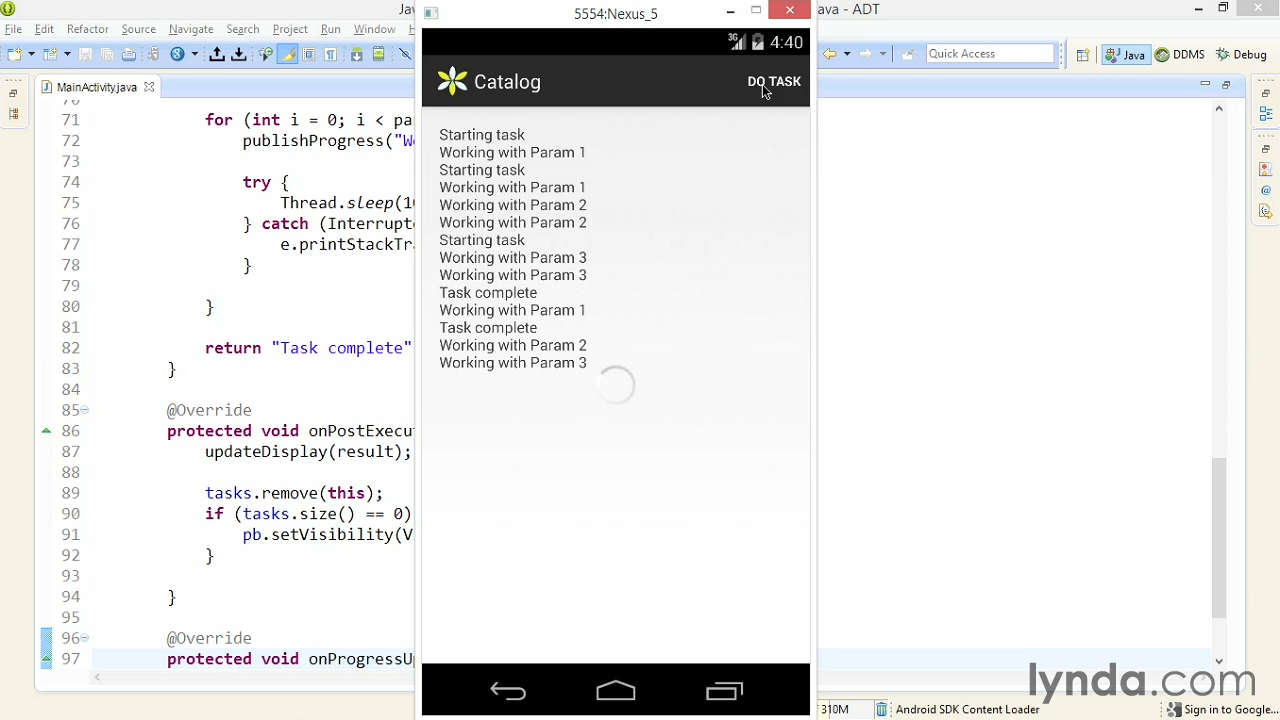 5554:Nexus_5
ava - ADT
File Edit Refactor Source Navigate Search Project Run Window
Quick Access
Java DDMS Debug
MainActivity.java
3G 4:40
Catalog
DO TASK
Starting task
Working with Param 1
Starting task
Working with Param 1
Working with Param 2
Working with Param 2
Starting task
Working with Param 3
Working with Param 3
Task complete
Working with Param 1
Task complete
Working with Param 2
Working with Param 3
71 for (int i = 0; i < pa
72 publishProgress("W
73
74 try {
75 Thread.sleep(1
76 } catch (Interrupt
77 e.printStackTr
78 }
79
80 }
81
82 return "Task complete"
83 }
84
85 @Override
86 protected void onPostExecu
87 updateDisplay(result);
88
89 tasks.remove(this);
90 if (tasks.size() == 0)
91 pb.setVisibility(V
92 }
93
94 }
95
96 @Override
97 protected void onProgressUp
lynda.com
310M Android SDK Content Loader Sign in to Google...